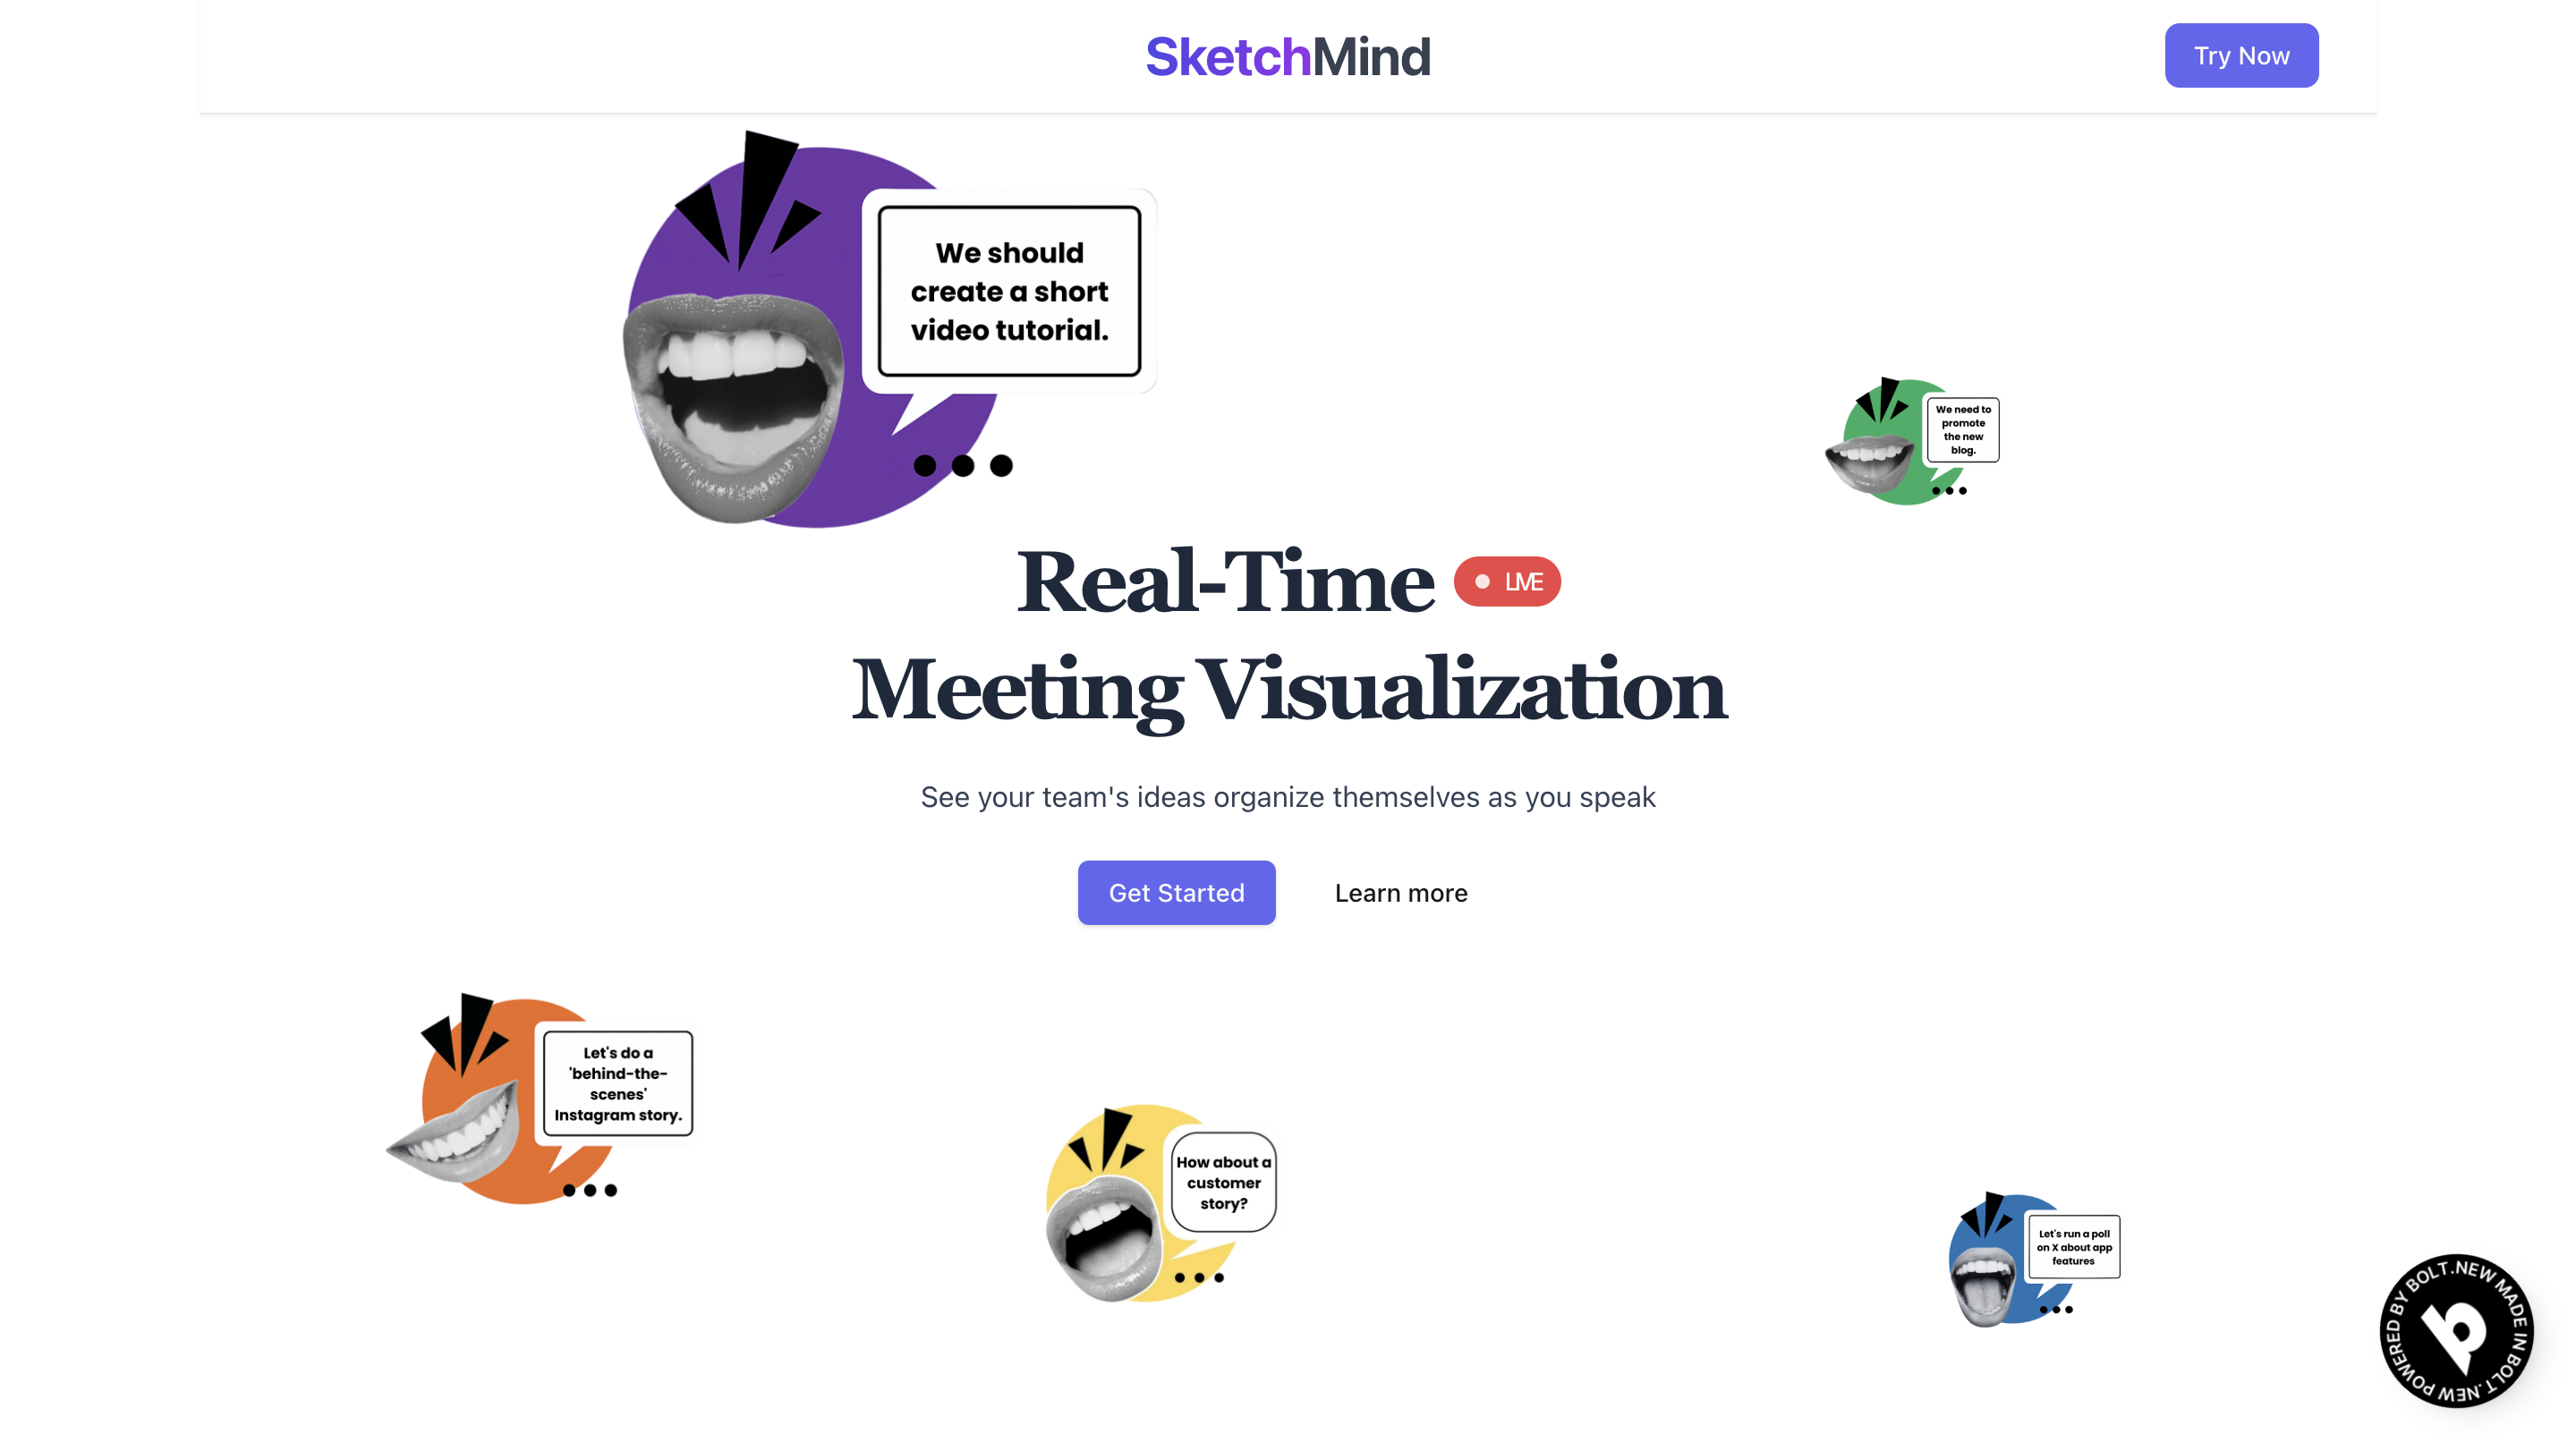 SketchMind
Try Now
We should
create a short
video tutorial.
We need to
promote
the new
blog.
Real-Time
LIVE
Meeting Visualization
See your team's ideas organize themselves as you speak
Get Started
Learn more
Let's do a
'behind-the-
scenes'
Instagram story.
How about a
customer
story?
Let's run a poll
on X about app
features
POWERED BY BOLT.NEW MADE IN BOLT.NEW
b